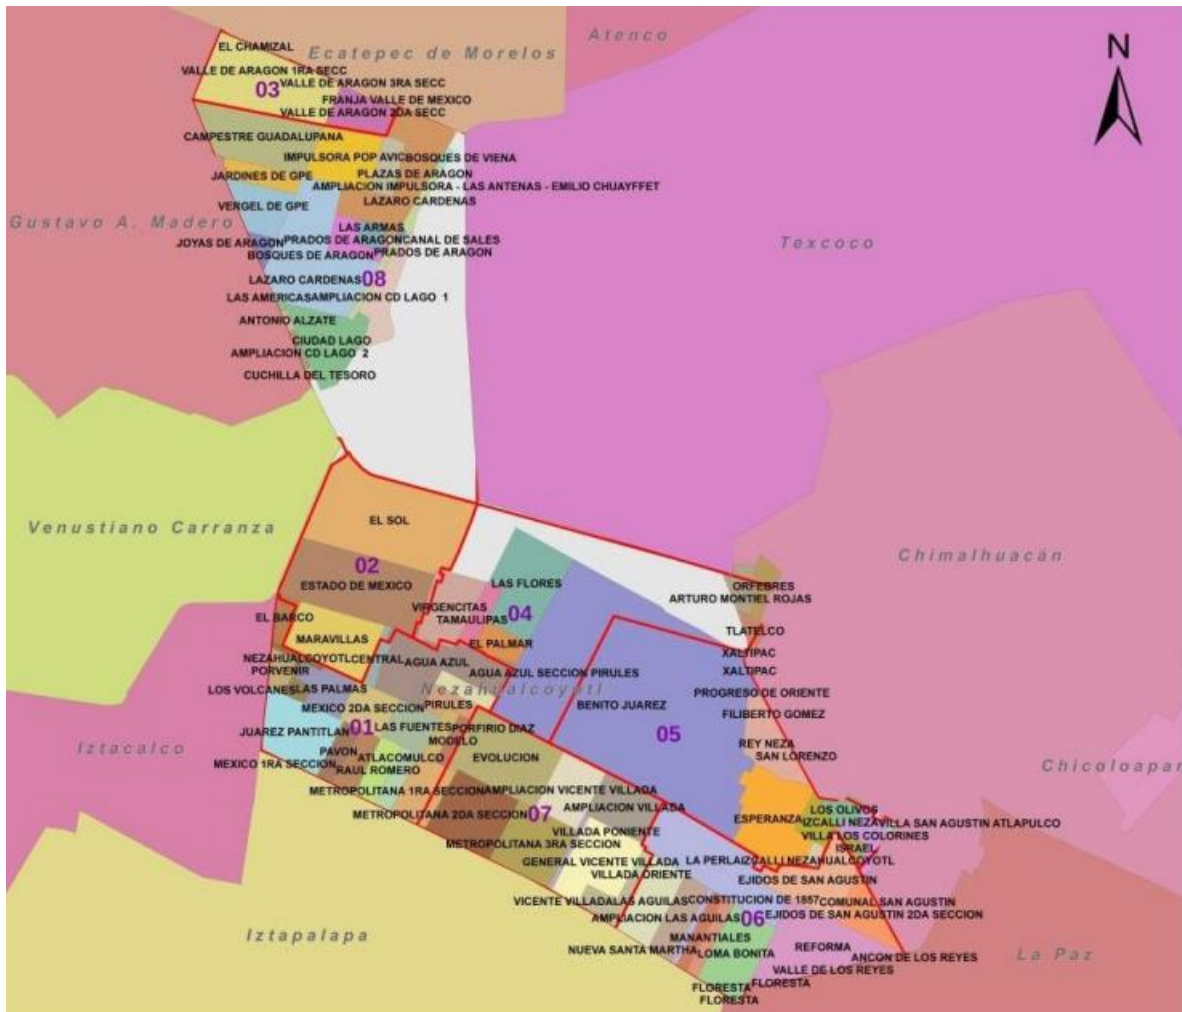 N
Atenco
EL CHAMIZAL
Ecatepec de Morelos
VALLE DE ARAGON 1RA SECC
VALLE DE ARAGON 3RA SECC
03
FRANJA VALLE DE MEXICO
VALLE DE ARAGON 2DA SECC
CAMPESTRE GUADALUPANA
IMPULSORA POP AVIC
BOSQUES DE VIENA
JARDINES DE GPE
PLAZAS DE ARAGON
AMPLIACION IMPULSORA - LAS ANTENAS - EMILIO CHUAYFFET
VERGEL DE GPE
LAZARO CARDENAS
Gustavo A. Madero
LAS ARMAS
Texcoco
JOYAS DE ARAGON
PRADOS DE ARAGON
CANAL DE SALES
BOSQUES DE ARAGON
PRADOS DE ARAGON
LAZARO CARDENAS
08
LAS AMERICAS
AMPLIACION CD LAGO 1
ANTONIO ALZATE
CIUDAD LAGO
AMPLIACION CD LAGO 2
CUCHILLA DEL TESORO
Venustiano Carranza
EL SOL
Chimalhuacán
02
ESTADO DE MEXICO
LAS FLORES
ORFEBRES
ARTURO MONTIEL ROJAS
VIRGENCITAS
TAMAULIPAS
04
EL BARCO
MARAVILLAS
EL PALMAR
TLATELCO
XALTIPAC
NEZAHUALCOYOTL
CENTRAL
AGUA AZUL
PORVENIR
AGUA AZUL SECCION PIRULES
XALTIPAC
LOS VOLCANES
LAS PALMAS
Nezahualcoyotl
PROGRESO DE ORIENTE
MEXICO 2DA SECCION
PIRULES
BENITO JUAREZ
FILIBERTO GOMEZ
JUAREZ PANTITLAN
01
LAS FUENTES
PORFIRIO DIAZ
05
MODELO
REY NEZA
Iztacalco
PAVON
ATLACOMULCO
EVOLUCION
SAN LORENZO
MEXICO 1RA SECCION
RAUL ROMERO
Chicoloapan
METROPOLITANA 1RA SECCION
AMPLIACION VICENTE VILLADA
METROPOLITANA 2DA SECCION
07
AMPLIACION VILLADA
LOS OLIVOS
ESPERANZA
IZCALLI NEZA
VILLA SAN AGUSTIN ATLAPULCO
VILLADA PONIENTE
VILLA LOS COLORINES
METROPOLITANA 3RA SECCION
ISRAEL
GENERAL VICENTE VILLADA
LA PERLA
IZCALLI NEZAHUALCOYOTL
VILLADA ORIENTE
EJIDOS DE SAN AGUSTIN
VICENTE VILLADA
LAS AGUILAS
CONSTITUCION DE 1857
COMUNAL SAN AGUSTIN
AMPLIACION LAS AGUILAS
06
EJIDOS DE SAN AGUSTIN 2DA SECCION
Iztapalapa
MANANTIALES
NUEVA SANTA MARTHA
LOMA BONITA
REFORMA
ANCON DE LOS REYES
La Paz
VALLE DE LOS REYES
FLORESTA
FLORESTA
FLORESTA